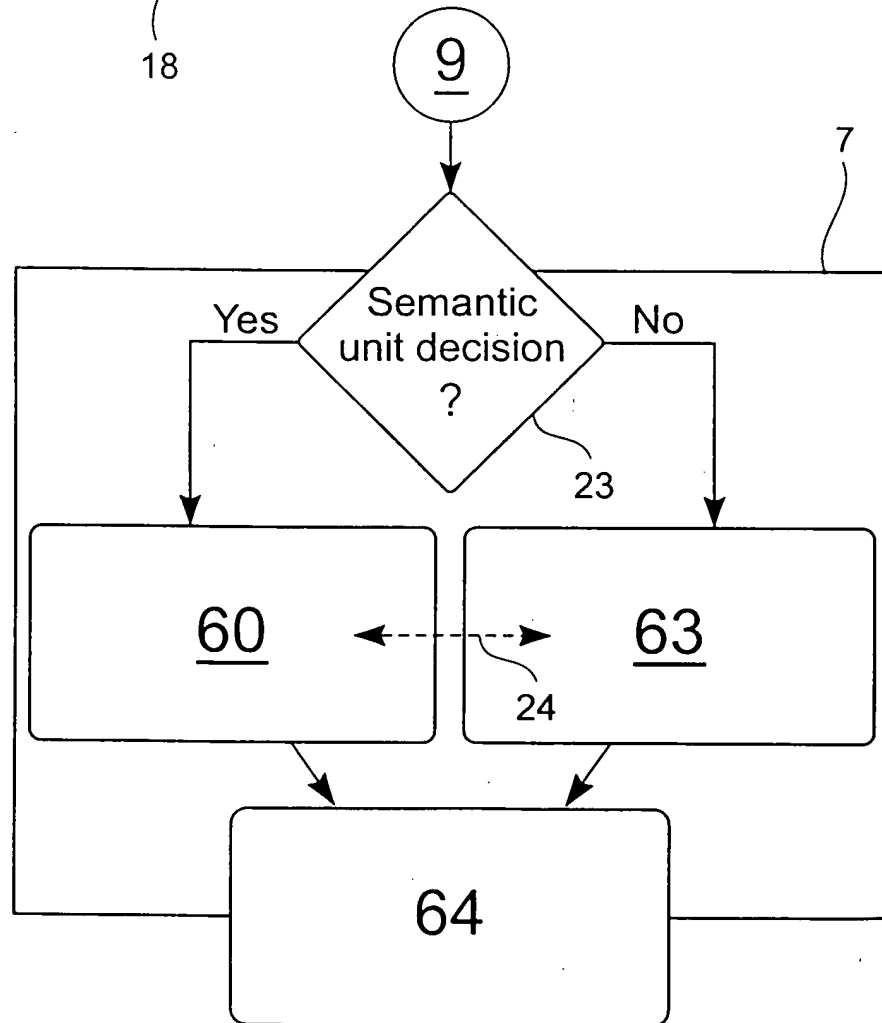 18
9
7
Yes
Semantic
unit decision
?
No
23
60
63
24
64